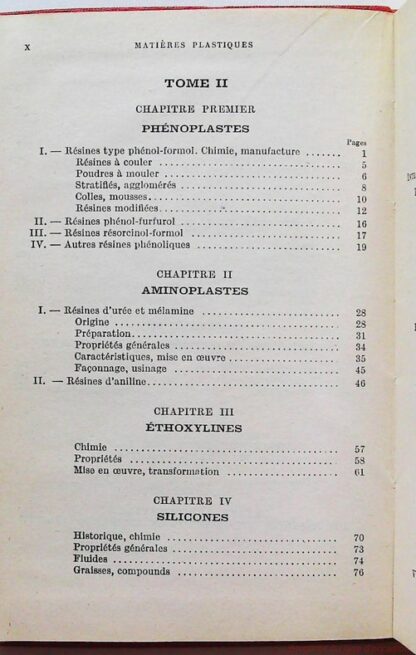 X MATIÈRES PLASTIQUES
TOME II
CHAPITRE PREMIER
PHÉNOPLASTES
Pages
I. — Résines type phénol-formol. Chimie, manufacture ....... 1
Résines à couler ........................ 5
Poudres à mouler ........................ 6
Stratifiés, agglomérés ........................ 8
Colles, mousses ........................ 10
Résines modifiées ........................ 12
II. — Résines phénol-furfurol ........................ 16
III. — Résines résorcinol-formol ........................ 17
IV. — Autres résines phénoliques ........................ 19
CHAPITRE II
AMINOPLASTES
I. — Résines d'urée et mélamine ........................ 28
Origine ........................ 28
Préparation ........................ 31
Propriétés générales ........................ 34
Caractéristiques, mise en œuvre ........................ 35
Façonnage, usinage ........................ 45
II. — Résines d'aniline ........................ 46
CHAPITRE III
ÉTHOXYLINES
Chimie ........................ 57
Propriétés ........................ 58
Mise en œuvre, transformation ........................ 61
CHAPITRE IV
SILICONES
Historique, chimie ........................ 70
Propriétés générales ........................ 73
Fluides ........................ 74
Graisses, compounds ........................ 76